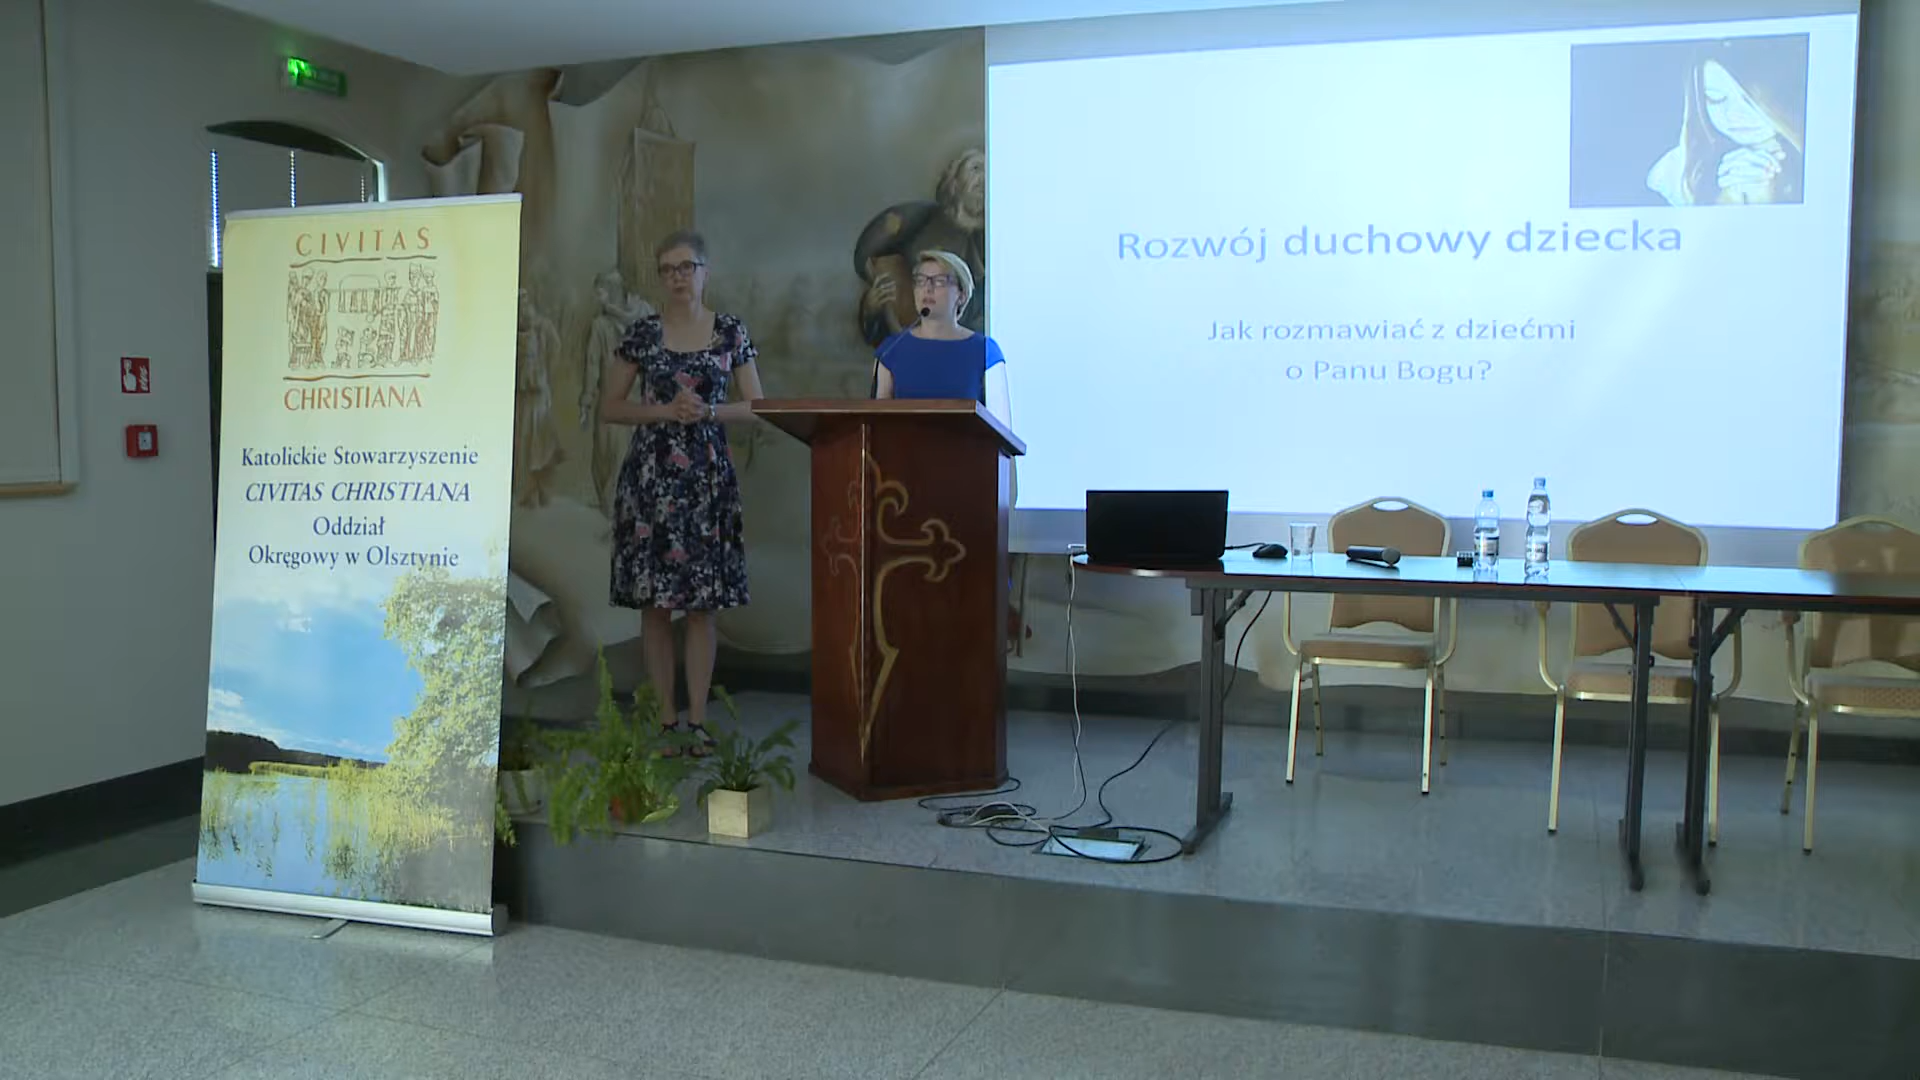 CIVITAS
CHRISTIANA
Katolickie Stowarzyszenie
CIVITAS CHRISTIANA
Oddział
Okręgowy w Olsztynie
Rozwój duchowy dziecka
Jak rozmawiać z dziećmi
o Panu Bogu?